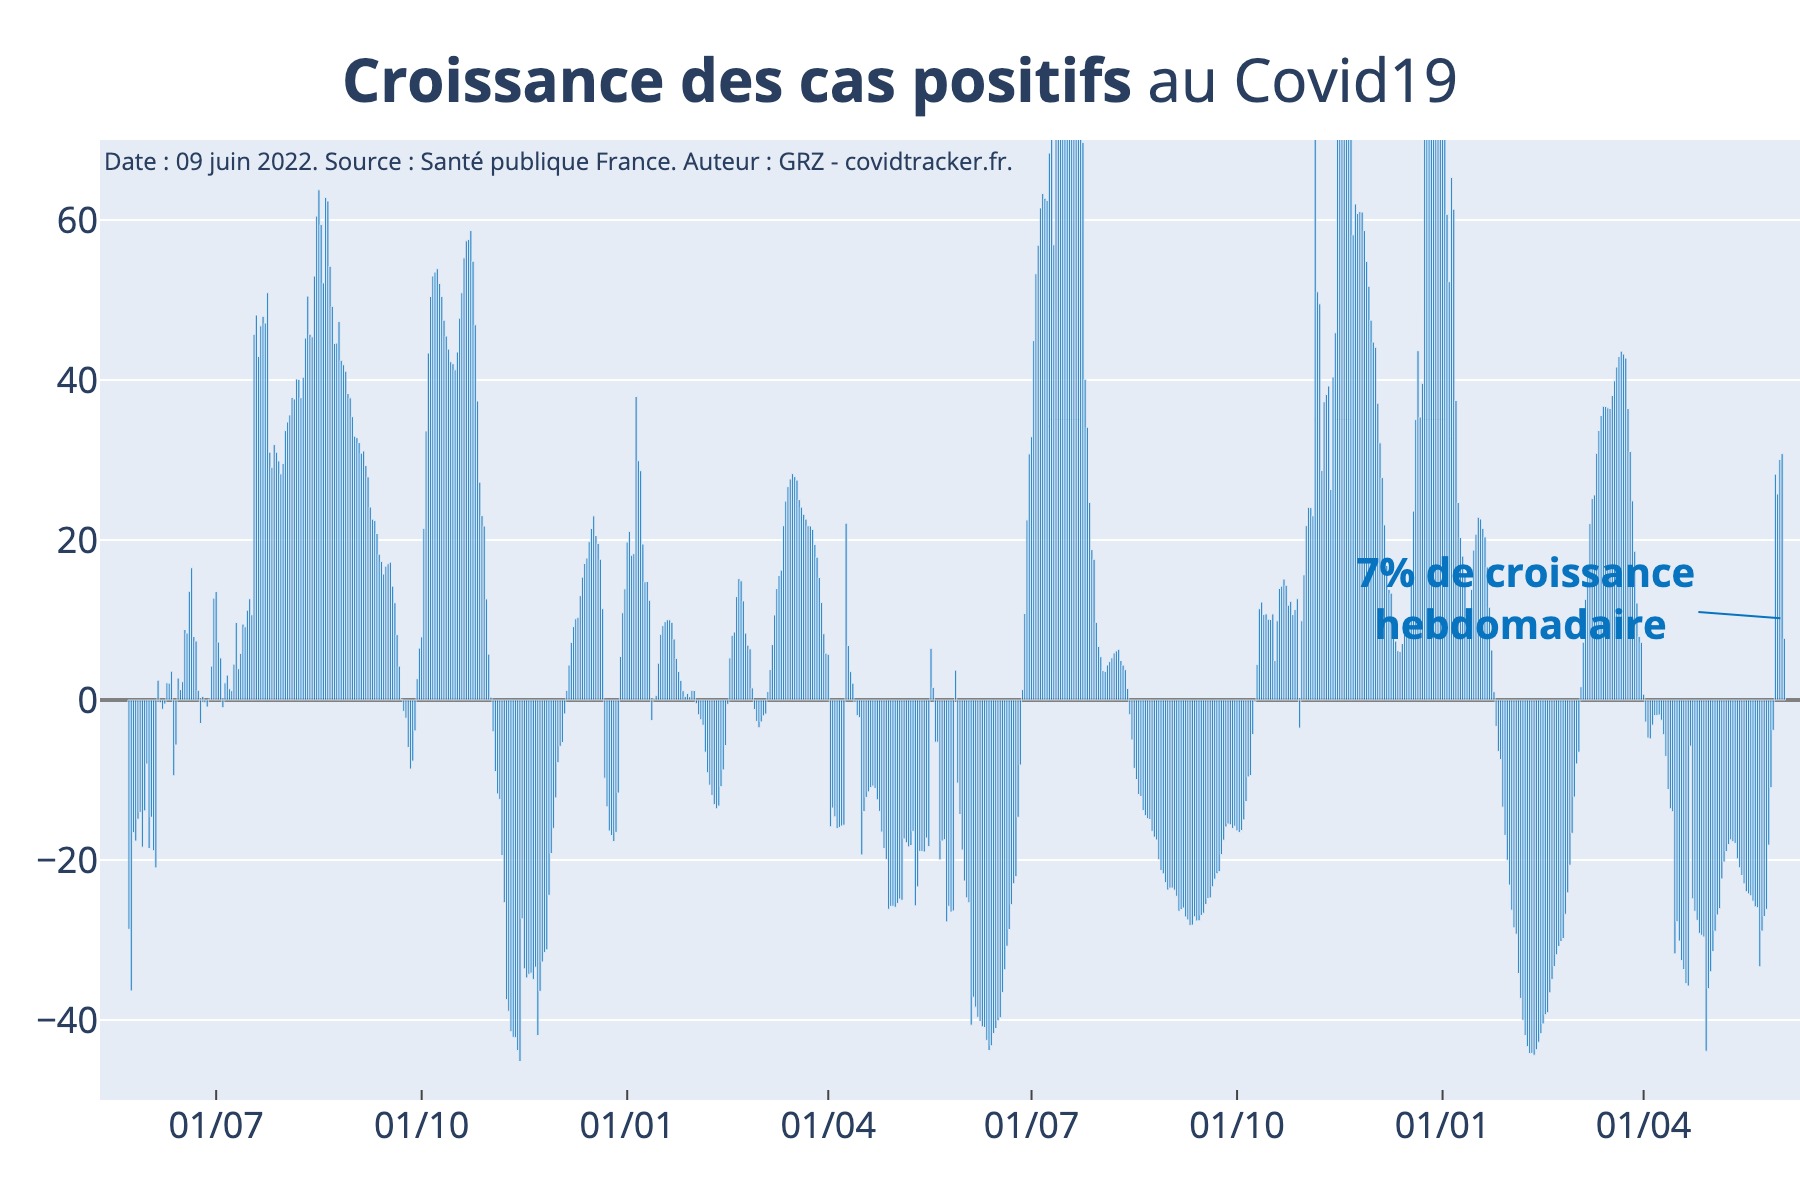 Croissance des cas positifs au Covid19
Date : 09 juin 2022. Source : Santé publique France. Auteur : GRZ - covidtracker.fr.
60
40
20
7% de croissance
hebdomadaire
0
−20
−40
01/07 01/10 01/01 01/04 01/07 01/10 01/01 01/04